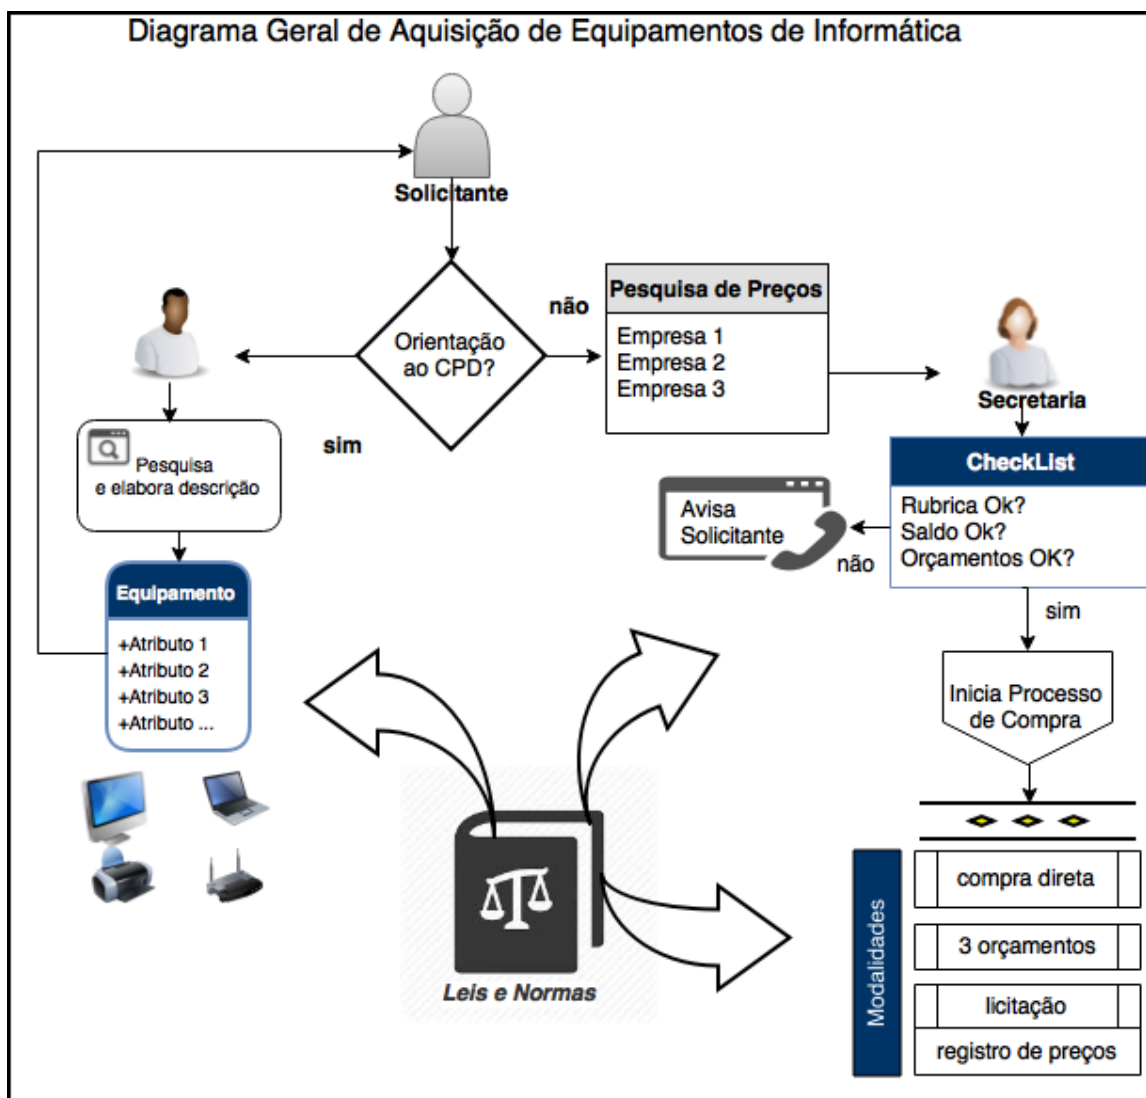 Diagrama Geral de Aquisição de Equipamentos de Informática
Solicitante
Orientação
ao CPD?
não
sim
Pesquisa de Preços
Empresa 1
Empresa 2
Empresa 3
Secretaria
CheckList
Rubrica Ok?
Saldo Ok?
Orçamentos OK?
não
Avisa
Solicitante
sim
Inicia Processo
de Compra
Pesquisa
e elabora descrição
Equipamento
+Atributo 1
+Atributo 2
+Atributo 3
+Atributo ...
Leis e Normas
Modalidades
compra direta
3 orçamentos
licitação
registro de preços